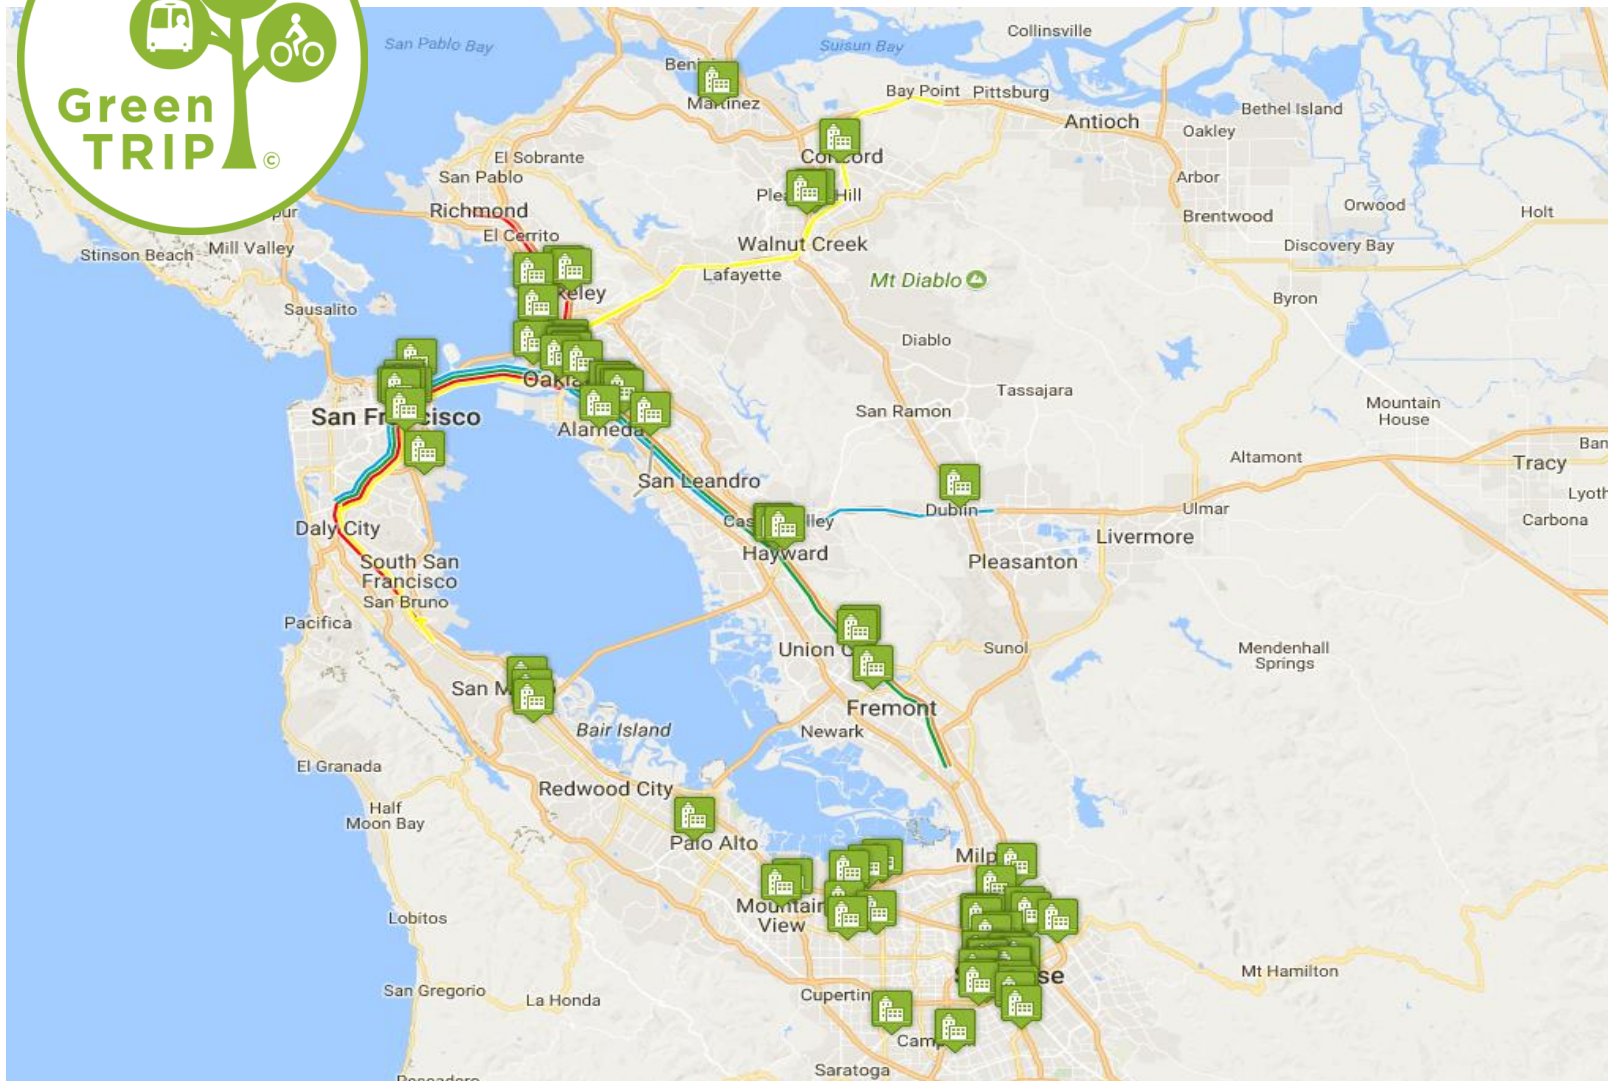 Green
TRIP
©
San Pablo Bay
Suisun Bay
Collinsville
Martinez
Bay Point
Pittsburg
Bethel Island
Antioch
Oakley
El Sobrante
San Pablo
Arbor
Richmond
Brentwood
Orwood
Holt
El Cerrito
Stinson Beach
Mill Valley
Walnut Creek
Discovery Bay
Lafayette
Mt Diablo
Byron
Sausalito
Diablo
Tassajara
San Ramon
Mountain
House
Alameda
Altamont
Tracy
San Leandro
Dublin
Ulmar
Carbona
Daly City
Livermore
Hayward
Pleasanton
South San
Francisco
San Bruno
Pacifica
Sunol
Mendenhall
Springs
Fremont
Bair Island
Newark
El Granada
Redwood City
Half
Moon Bay
Palo Alto
Mountain
View
Lobitos
Mt Hamilton
San Gregorio
La Honda
Saratoga